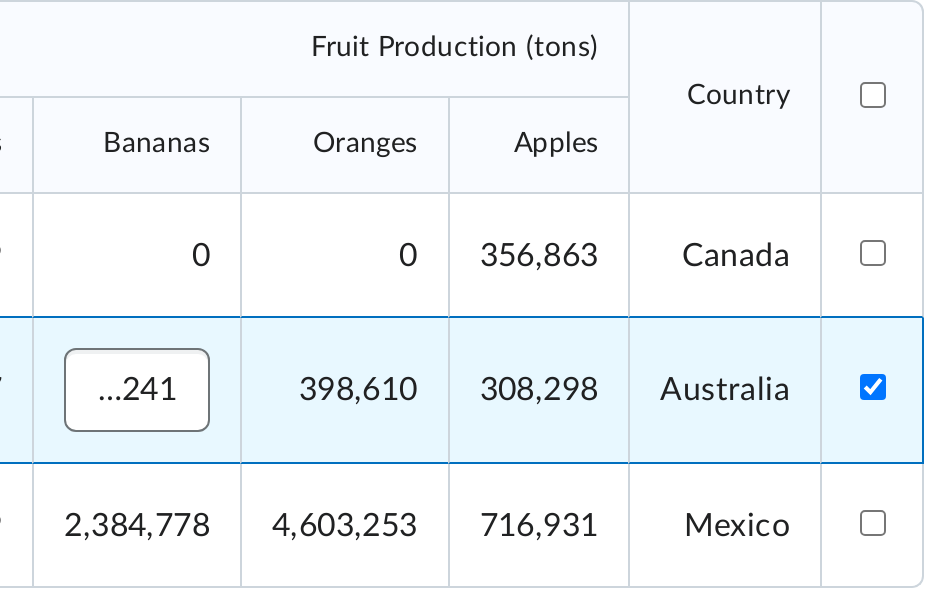 Fruit Production (tons)
Country
Bananas Oranges Apples
0 0 356,863 Canada
...241 398,610 308,298 Australia
2,384,778 4,603,253 716,931 Mexico